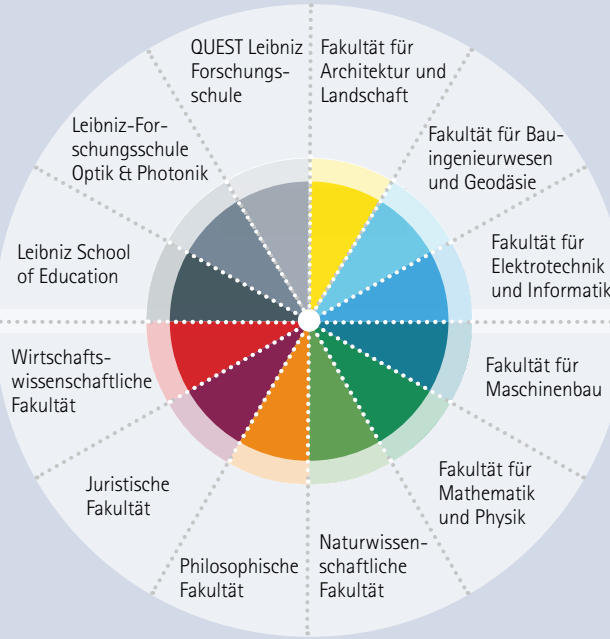 QUEST Leibniz
Forschungs-
schule
Fakultät für
Architektur und
Landschaft
Fakultät für Bau-
ingenieurwesen
und Geodäsie
Fakultät für
Elektrotechnik
und Informatik
Fakultät für
Maschinenbau
Fakultät für
Mathematik
und Physik
Naturwissen-
schaftliche
Fakultät
Philosophische
Fakultät
Juristische
Fakultät
Wirtschafts-
wissenschaftliche
Fakultät
Leibniz School
of Education
Leibniz-For-
schungsschule
Optik & Photonik